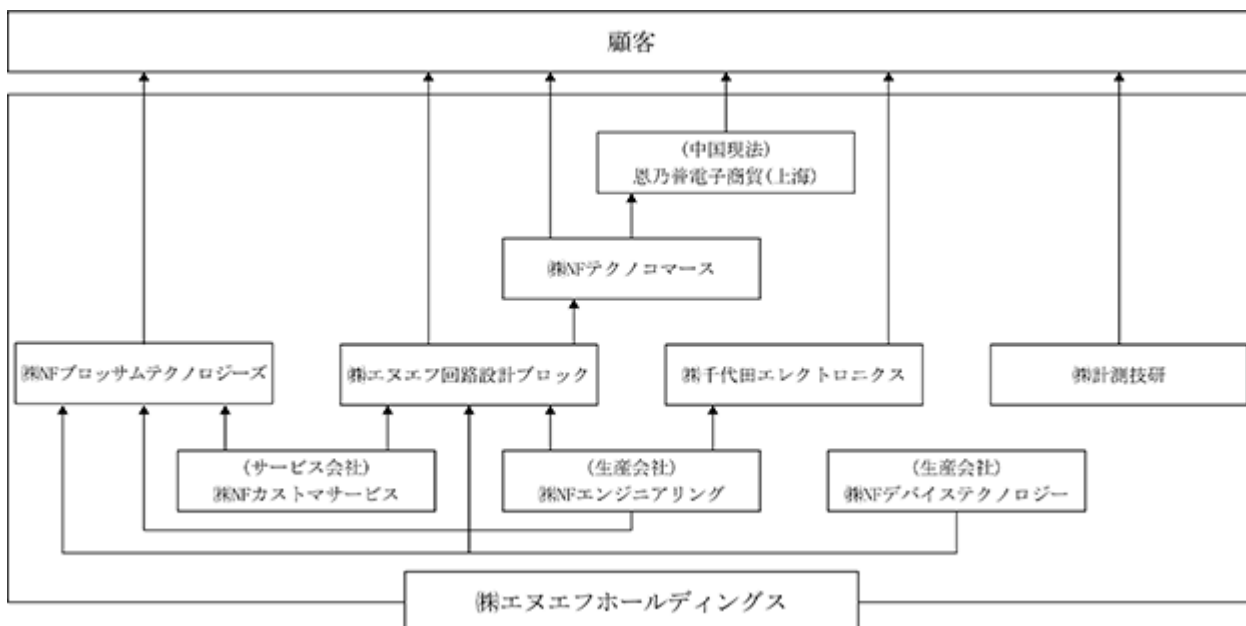 顧客
(中国現法)
恩乃普電子商貿(上海)
㈱NFテクノコマース
㈱NFブロッサムテクノロジーズ
㈱エヌエフ回路設計ブロック
㈱千代田エレクトロニクス
㈱計測技研
(サービス会社)
㈱NFカストマサービス
(生産会社)
㈱NFエンジニアリング
(生産会社)
㈱NFデバイステクノロジー
㈱エヌエフホールディングス